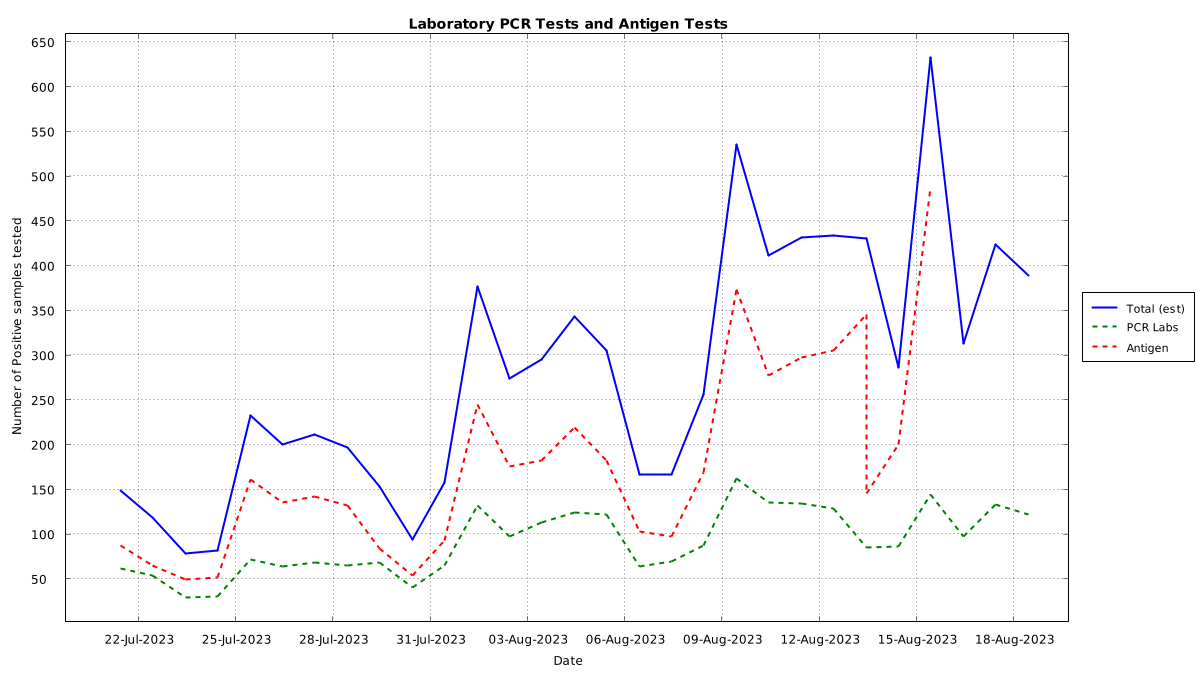 Laboratory PCR Tests and Antigen Tests
650
600
550
500
450
400
350
300
250
200
150
100
50
Number of Positive samples tested
22-Jul-2023 25-Jul-2023 28-Jul-2023 31-Jul-2023 03-Aug-2023 06-Aug-2023 09-Aug-2023 12-Aug-2023 15-Aug-2023 18-Aug-2023
Date
Total (est)
PCR Labs
Antigen